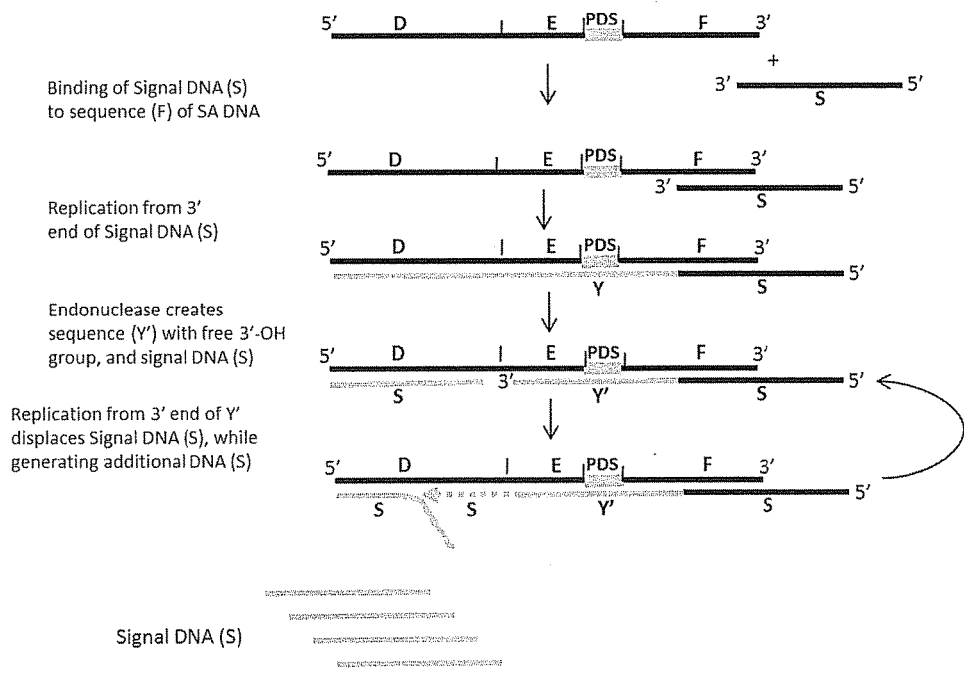 5' D I E PDS F 3'
+
3' S 5'
Binding of Signal DNA (S)
to sequence (F) of SA DNA
5' D I E PDS F 3'
3' S 5'
Replication from 3'
end of Signal DNA (S)
5' D I E PDS F 3'
Y S 5'
Endonuclease creates
sequence (Y') with free 3'-OH
group, and signal DNA (S)
5' D I E PDS F 3'
S 3' Y' S 5'
Replication from 3' end of Y'
displaces Signal DNA (S), while
generating additional DNA (S)
5' D I E PDS F 3'
S S Y' S 5'
Signal DNA (S)